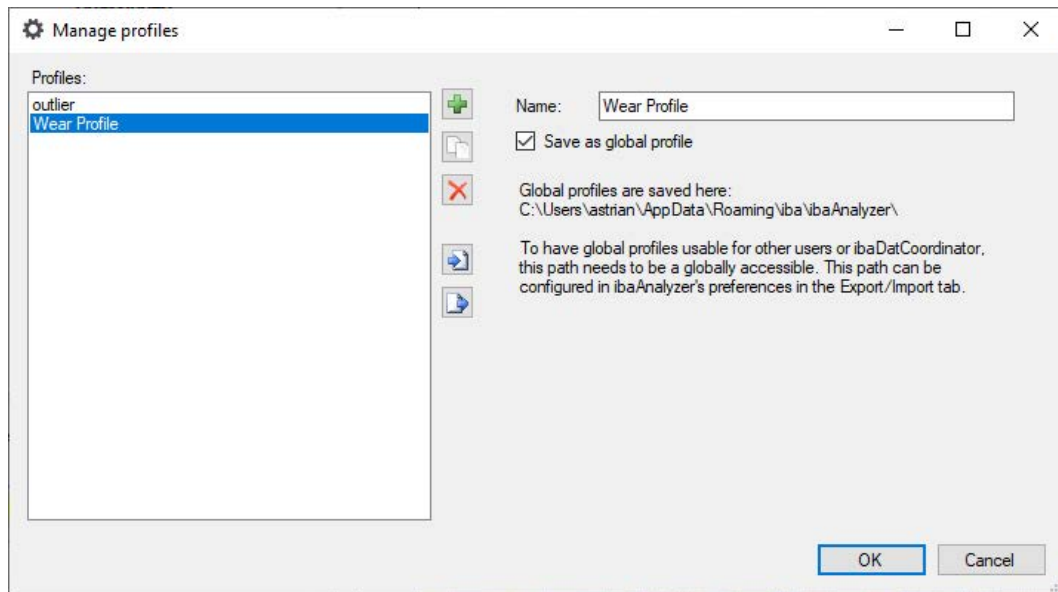 Manage profiles
Profiles:
outlier
Wear Profile
Name:
Wear Profile
Save as global profile
Global profiles are saved here:
C:\Users\astrian\AppData\Roaming\iba\ibaAnalyzer\
To have global profiles usable for other users or ibaDatCoordinator,
this path needs to be a globally accessible. This path can be
configured in ibaAnalyzer's preferences in the Export/Import tab.
OK
Cancel